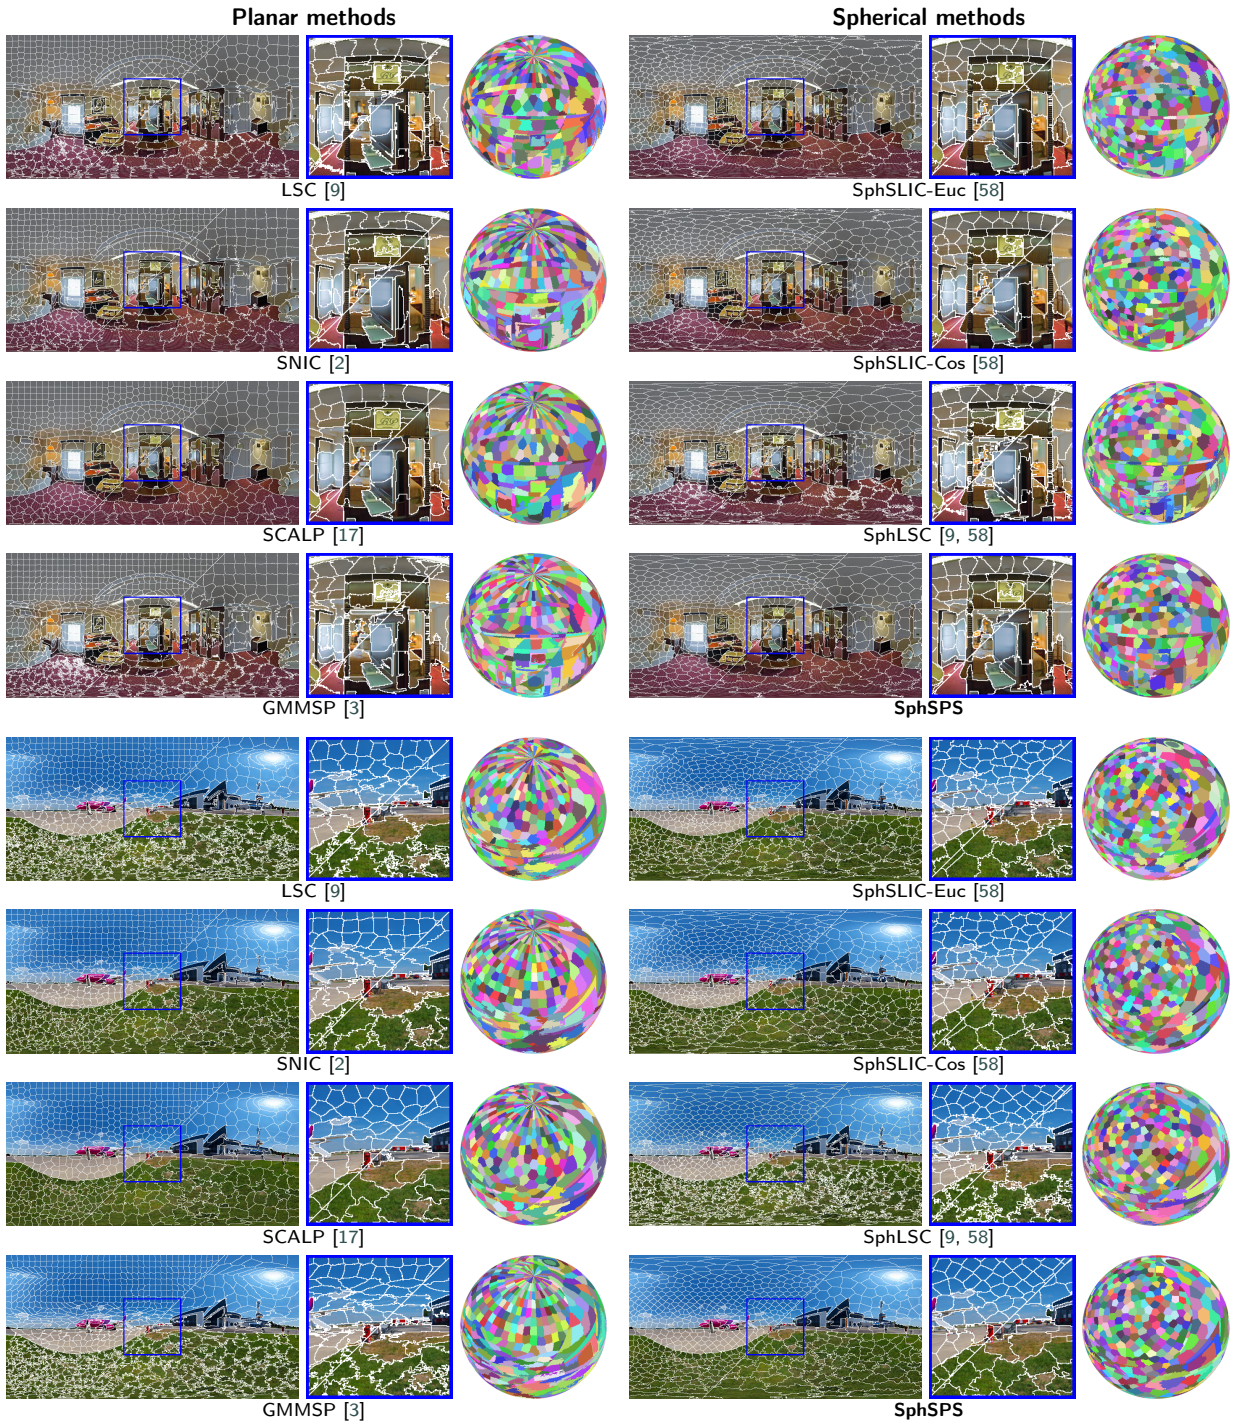 Planar methods
Spherical methods
LSC [9]
SphSLIC-Euc [58]
SNIC [2]
SphSLIC-Cos [58]
SCALP [17]
SphLSC [9, 58]
GMMSP [3]
SphSPS
LSC [9]
SphSLIC-Euc [58]
SNIC [2]
SphSLIC-Cos [58]
SCALP [17]
SphLSC [9, 58]
GMMSP [3]
SphSPS